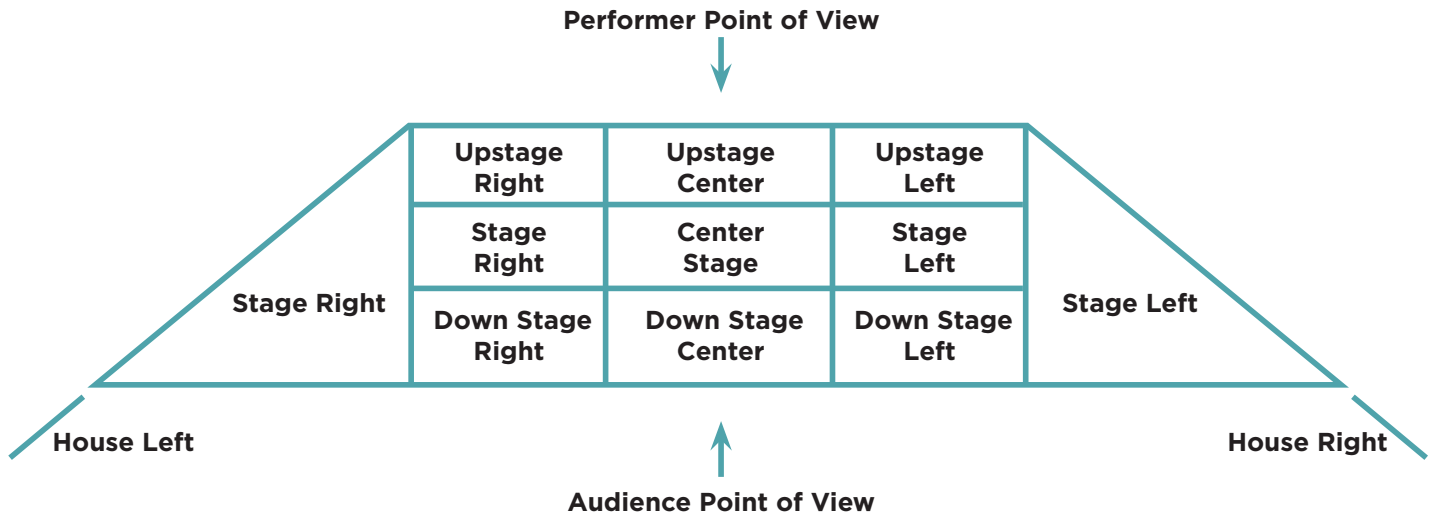 Performer Point of View
Upstage
Right
Upstage
Center
Upstage
Left
Stage
Right
Center
Stage
Stage
Left
Stage Right
Down Stage
Right
Down Stage
Center
Down Stage
Left
Stage Left
House Left
House Right
Audience Point of View